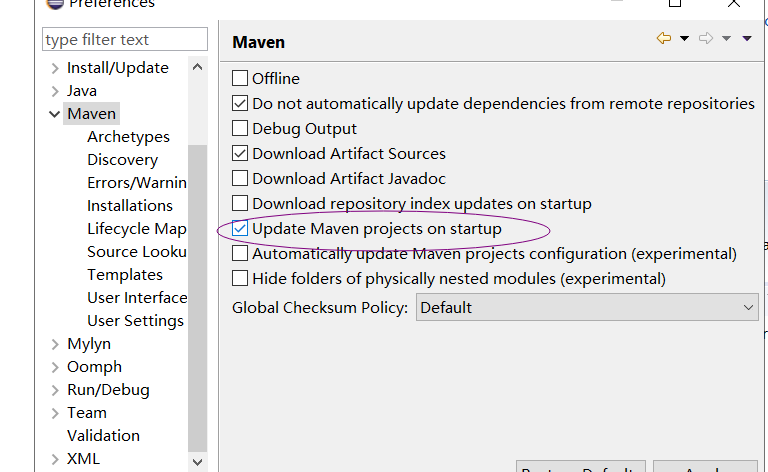 Preferences
type filter text
Install/Update
Java
Maven
Archetypes
Discovery
Errors/Warnin
Installations
Lifecycle Map
Source Looku
Templates
User Interface
User Settings
Mylyn
Oomph
Run/Debug
Team
Validation
XML
Maven
Offline
Do not automatically update dependencies from remote repositories
Debug Output
Download Artifact Sources
Download Artifact Javadoc
Download repository index updates on startup
Update Maven projects on startup
Automatically update Maven projects configuration (experimental)
Hide folders of physically nested modules (experimental)
Global Checksum Policy: Default